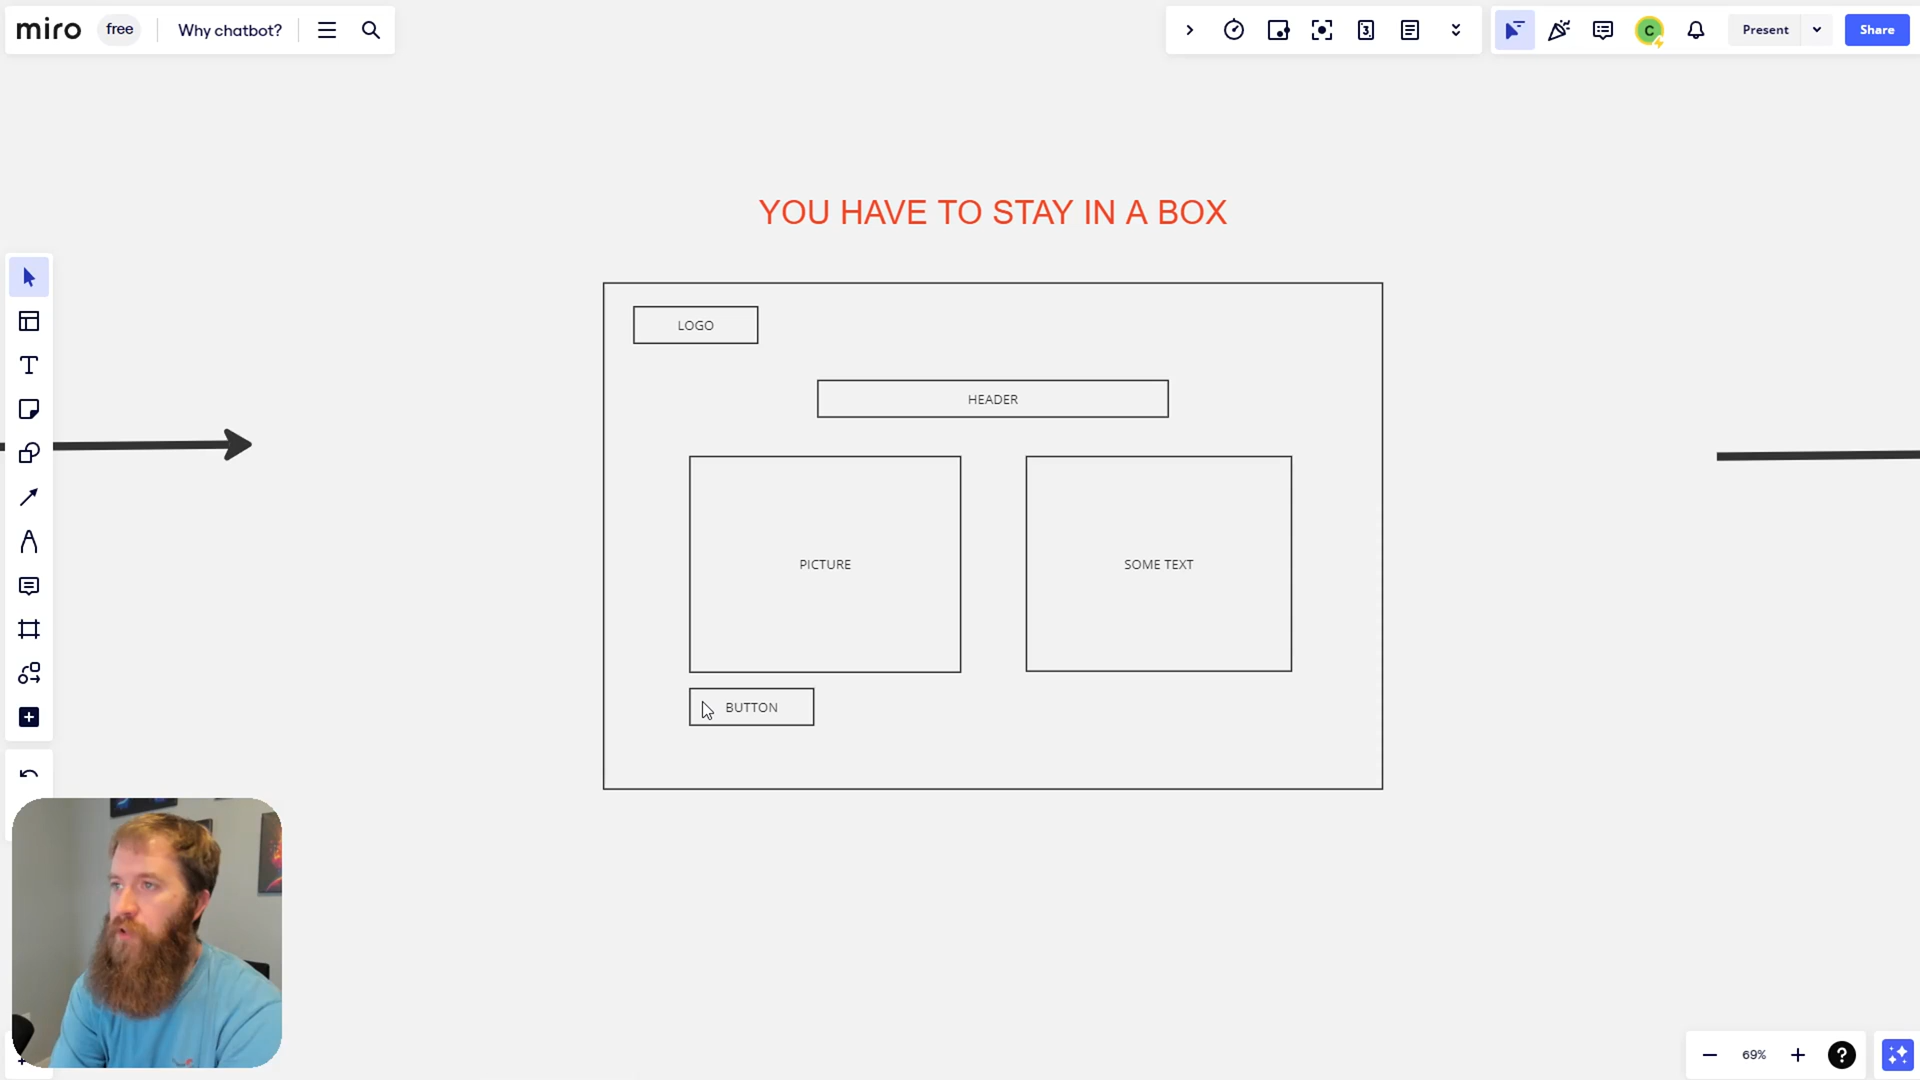 miro free Why chatbot?
3
C
Present
Share
YOU HAVE TO STAY IN A BOX
LOGO
HEADER
PICTURE
SOME TEXT
BUTTON
69%